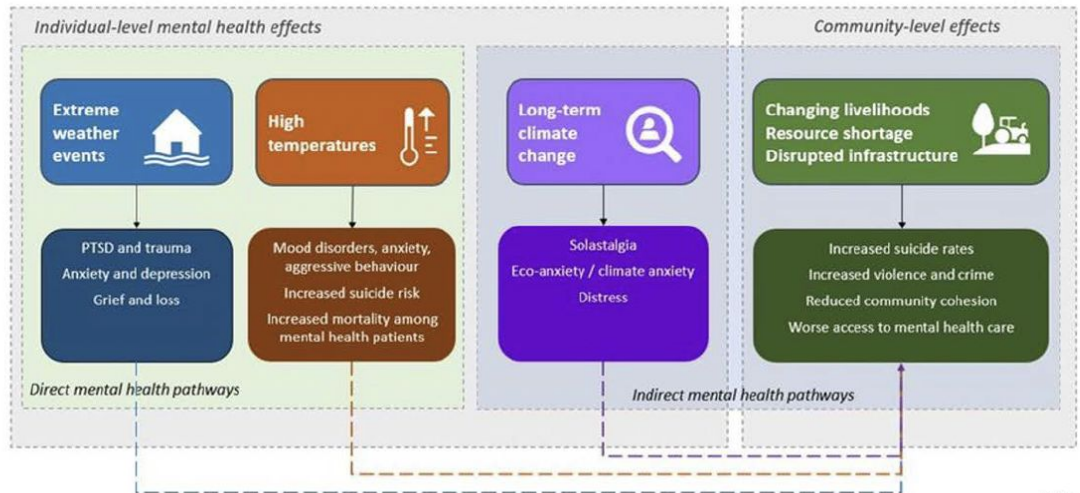 Individual-level mental health effects
Community-level effects
Extreme
weather
events
High
temperatures
Long-term
climate
change
Changing livelihoods
Resource shortage
Disrupted infrastructure
PTSD and trauma
Anxiety and depression
Grief and loss
Mood disorders, anxiety,
aggressive behaviour
Increased suicide risk
Increased mortality among
mental health patients
Solastalgia
Eco-anxiety / climate anxiety
Distress
Increased suicide rates
Increased violence and crime
Reduced community cohesion
Worse access to mental health care
Direct mental health pathways
Indirect mental health pathways